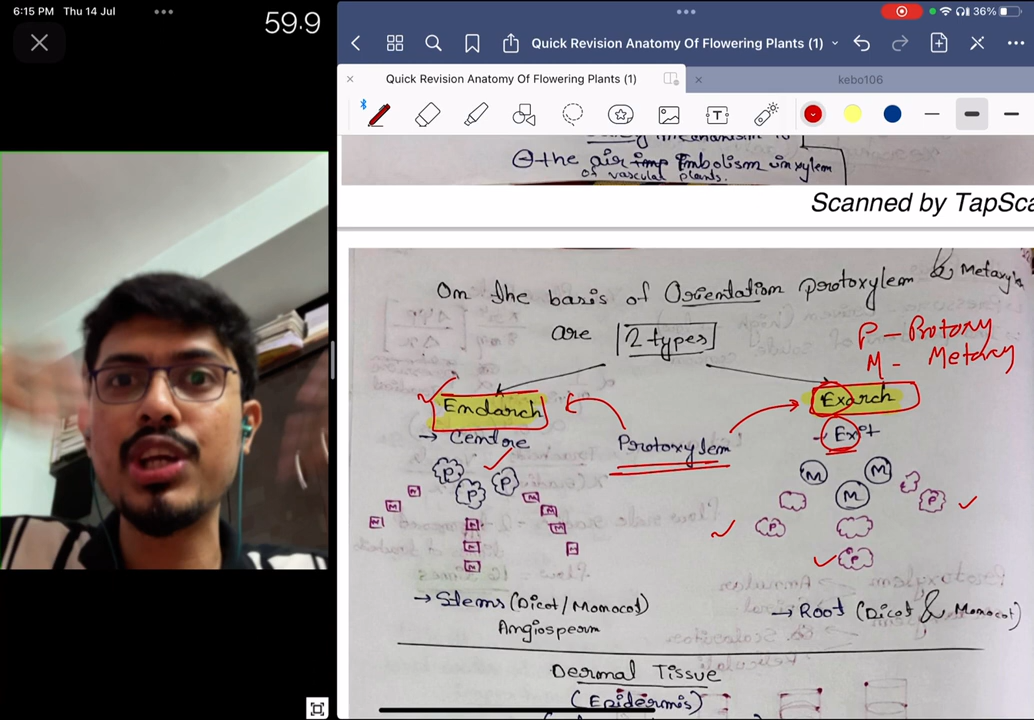 6:15 PM Thu 14 Jul
59.9
36%
Quick Revision Anatomy Of Flowering Plants (1)
Quick Revision Anatomy Of Flowering Plants (1)
kebo106
T
mechanism
the air Embolism in xylem
of vascular plants.
Scanned by TapSca
On the basis of Orientation protoxylem & Metaxylem
are 2 types
P - Protoxy
M - Metaxy
Endarch
Exarch
→ Centre
Protoxylem
→ Ext
P
P
P
M
M
M
P
P
P
→ Stems (Dicot/Monocot)
Angiosperm
→ Root (Dicot & Monocot)
Dermal Tissue
(Epidermis)